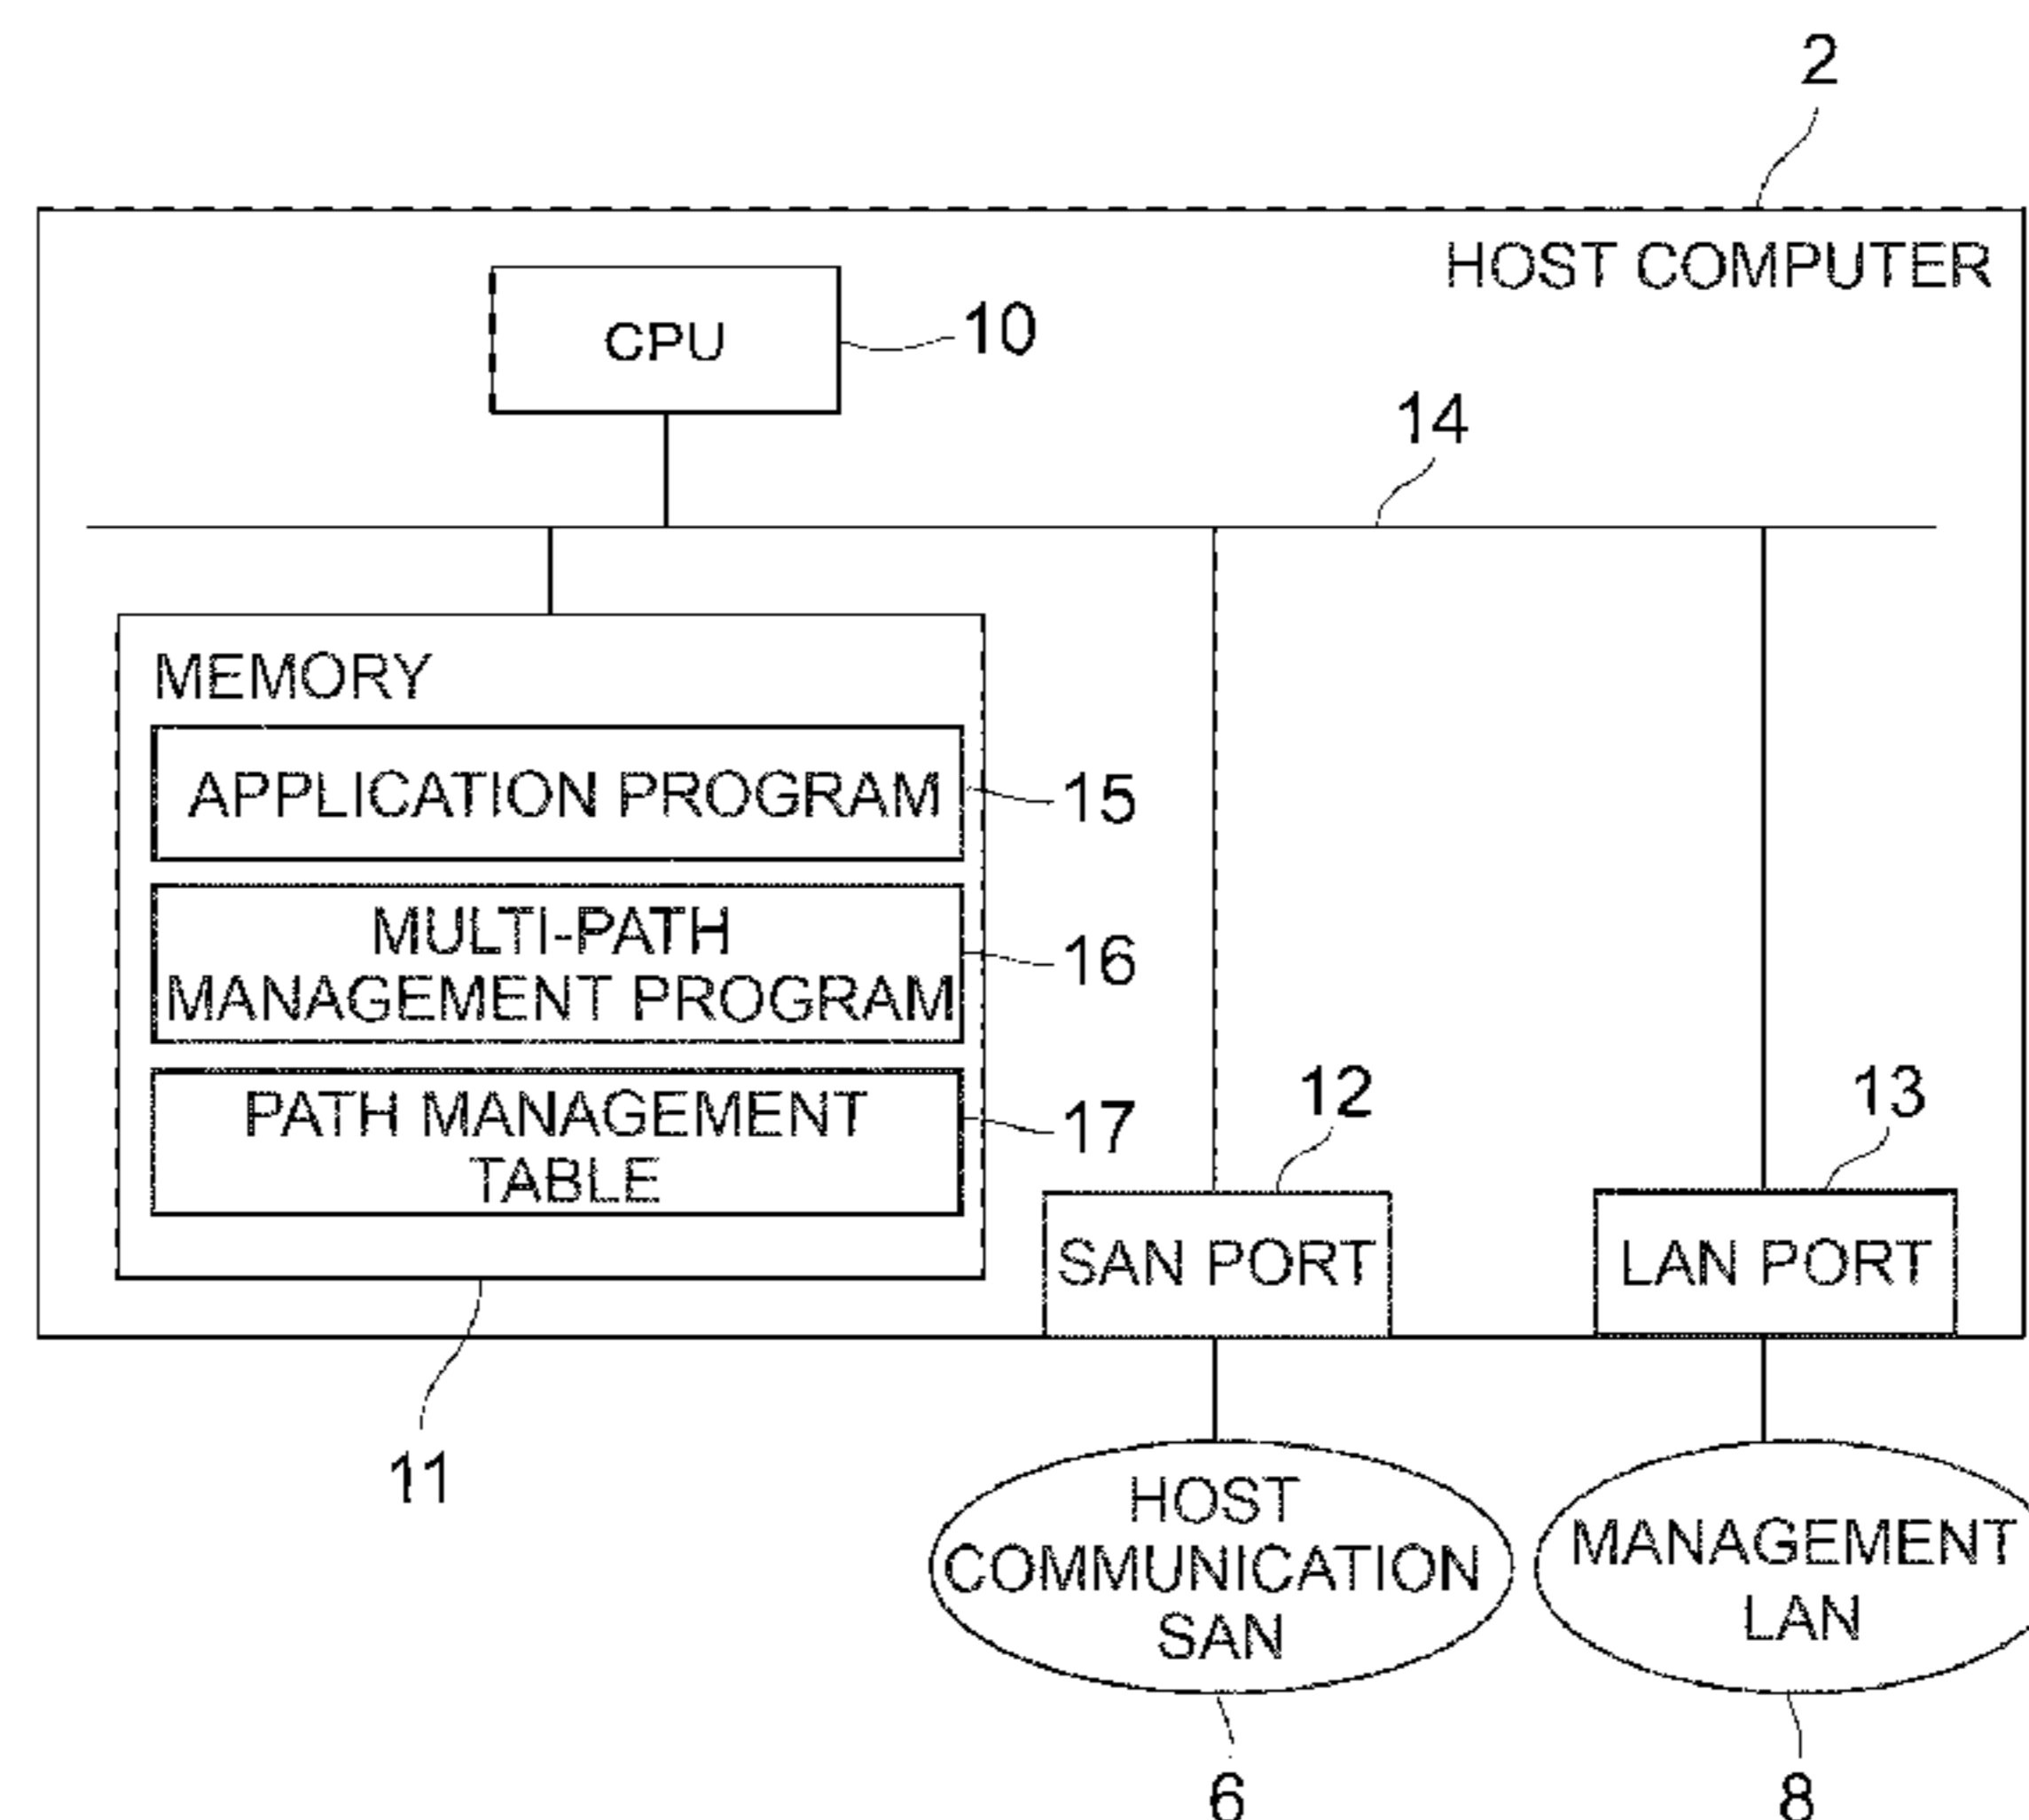 2
HOST COMPUTER
CPU
10
14
MEMORY
APPLICATION PROGRAM
15
MULTI-PATH
MANAGEMENT PROGRAM
16
PATH MANAGEMENT
TABLE
17
12
13
SAN PORT
LAN PORT
11
HOST
COMMUNICATION
SAN
MANAGEMENT
LAN
6
8